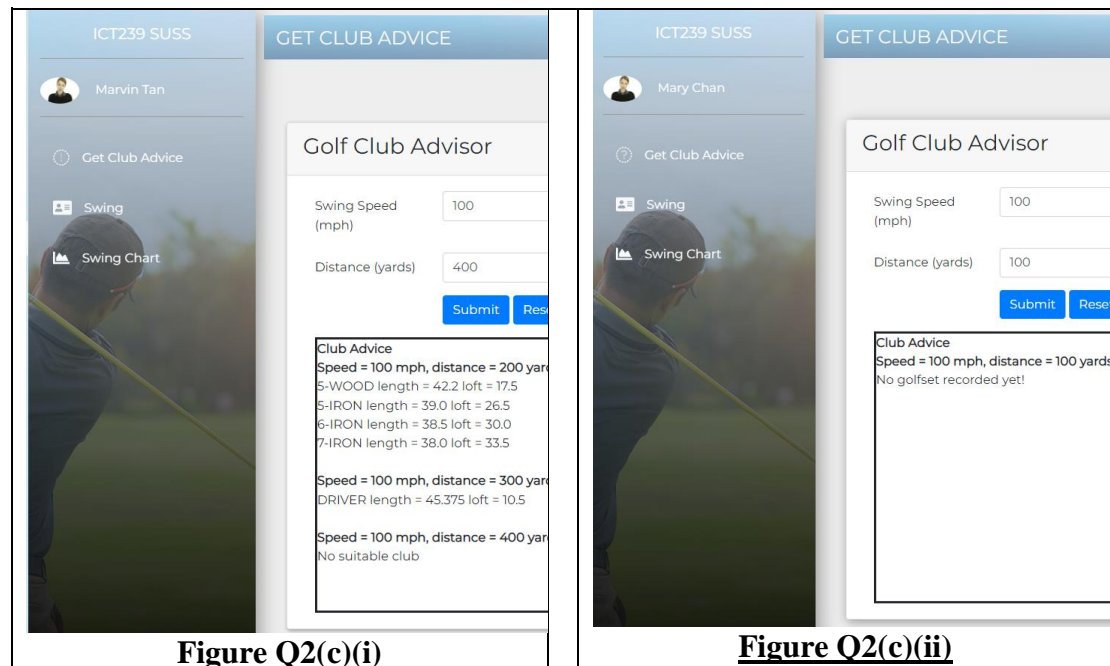 ICT239 SUSS
GET CLUB ADVICE
Marvin Tan
Get Club Advice
Swing
Swing Chart
Golf Club Advisor
Swing Speed
(mph)
100
Distance (yards)
400
Submit
Rese
Club Advice
Speed = 100 mph, distance = 200 yar
5-WOOD length = 42.2 loft = 17.5
5-IRON length = 39.0 loft = 26.5
6-IRON length = 38.5 loft = 30.0
7-IRON length = 38.0 loft = 33.5
Speed = 100 mph, distance = 300 yar
DRIVER length = 45.375 loft = 10.5
Speed = 100 mph, distance = 400 yar
No suitable club
Figure Q2(c)(i)
ICT239 SUSS
GET CLUB ADVICE
Mary Chan
Get Club Advice
Swing
Swing Chart
Golf Club Advisor
Swing Speed
(mph)
100
Distance (yards)
100
Submit
Rese
Club Advice
Speed = 100 mph, distance = 100 yards
No golfset recorded yet!
Figure Q2(c)(ii)